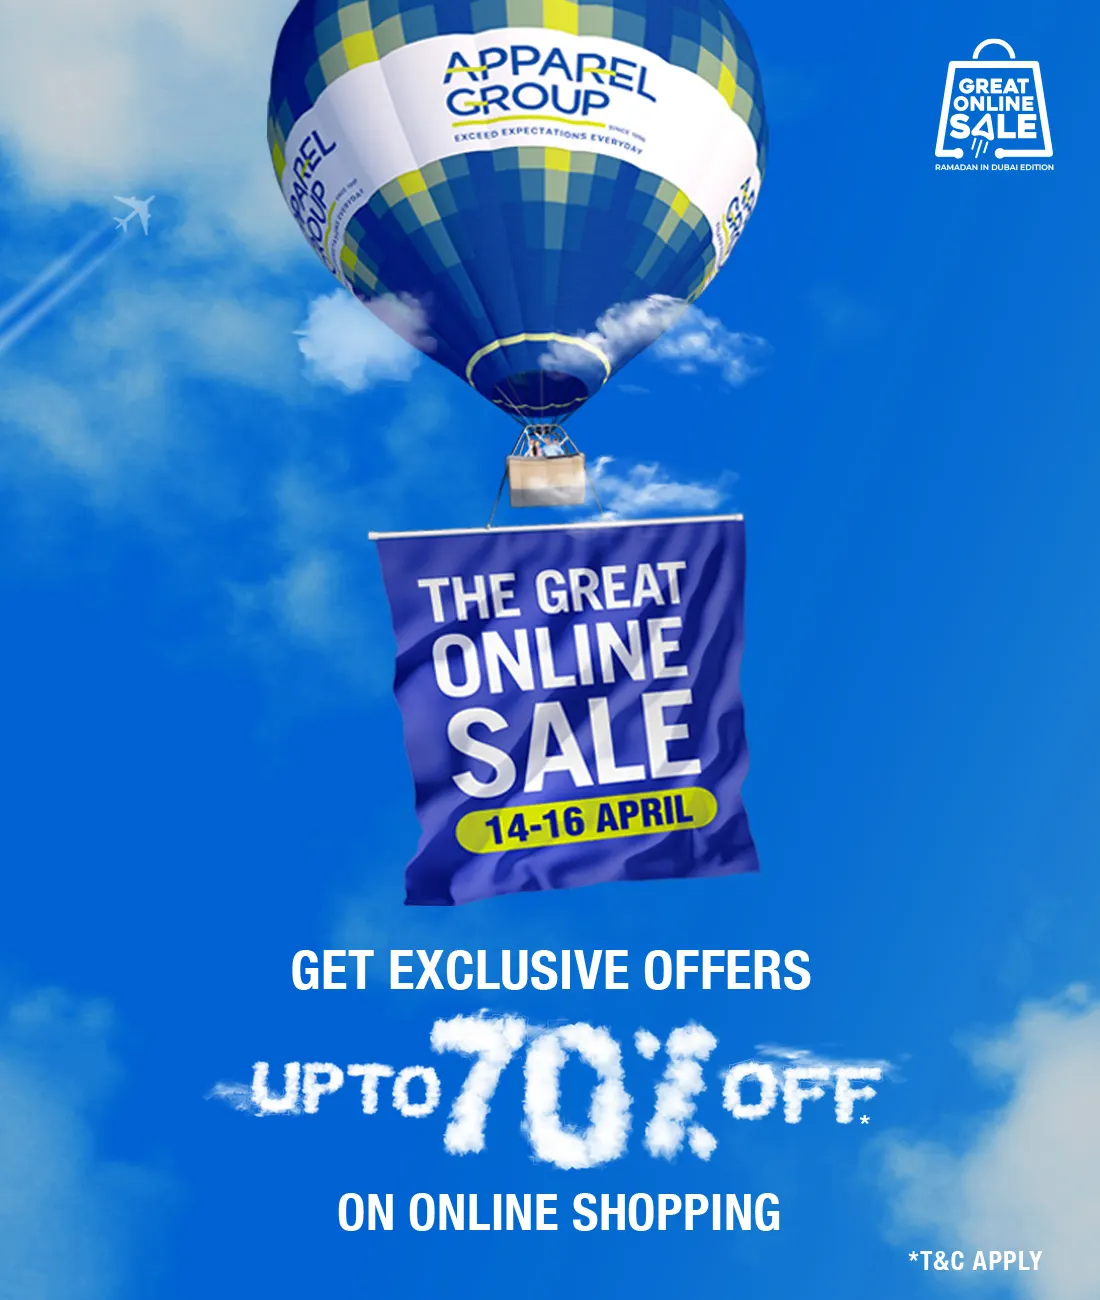 APPAREL
GROUP
SINCE 1996
EXCEED EXPECTATIONS EVERYDAY
GREAT
ONLINE
SALE
RAMADAN IN DUBAI EDITION
THE GREAT
ONLINE
SALE
14-16 APRIL
GET EXCLUSIVE OFFERS
UPTO 70% OFF*
ON ONLINE SHOPPING
*T&C APPLY